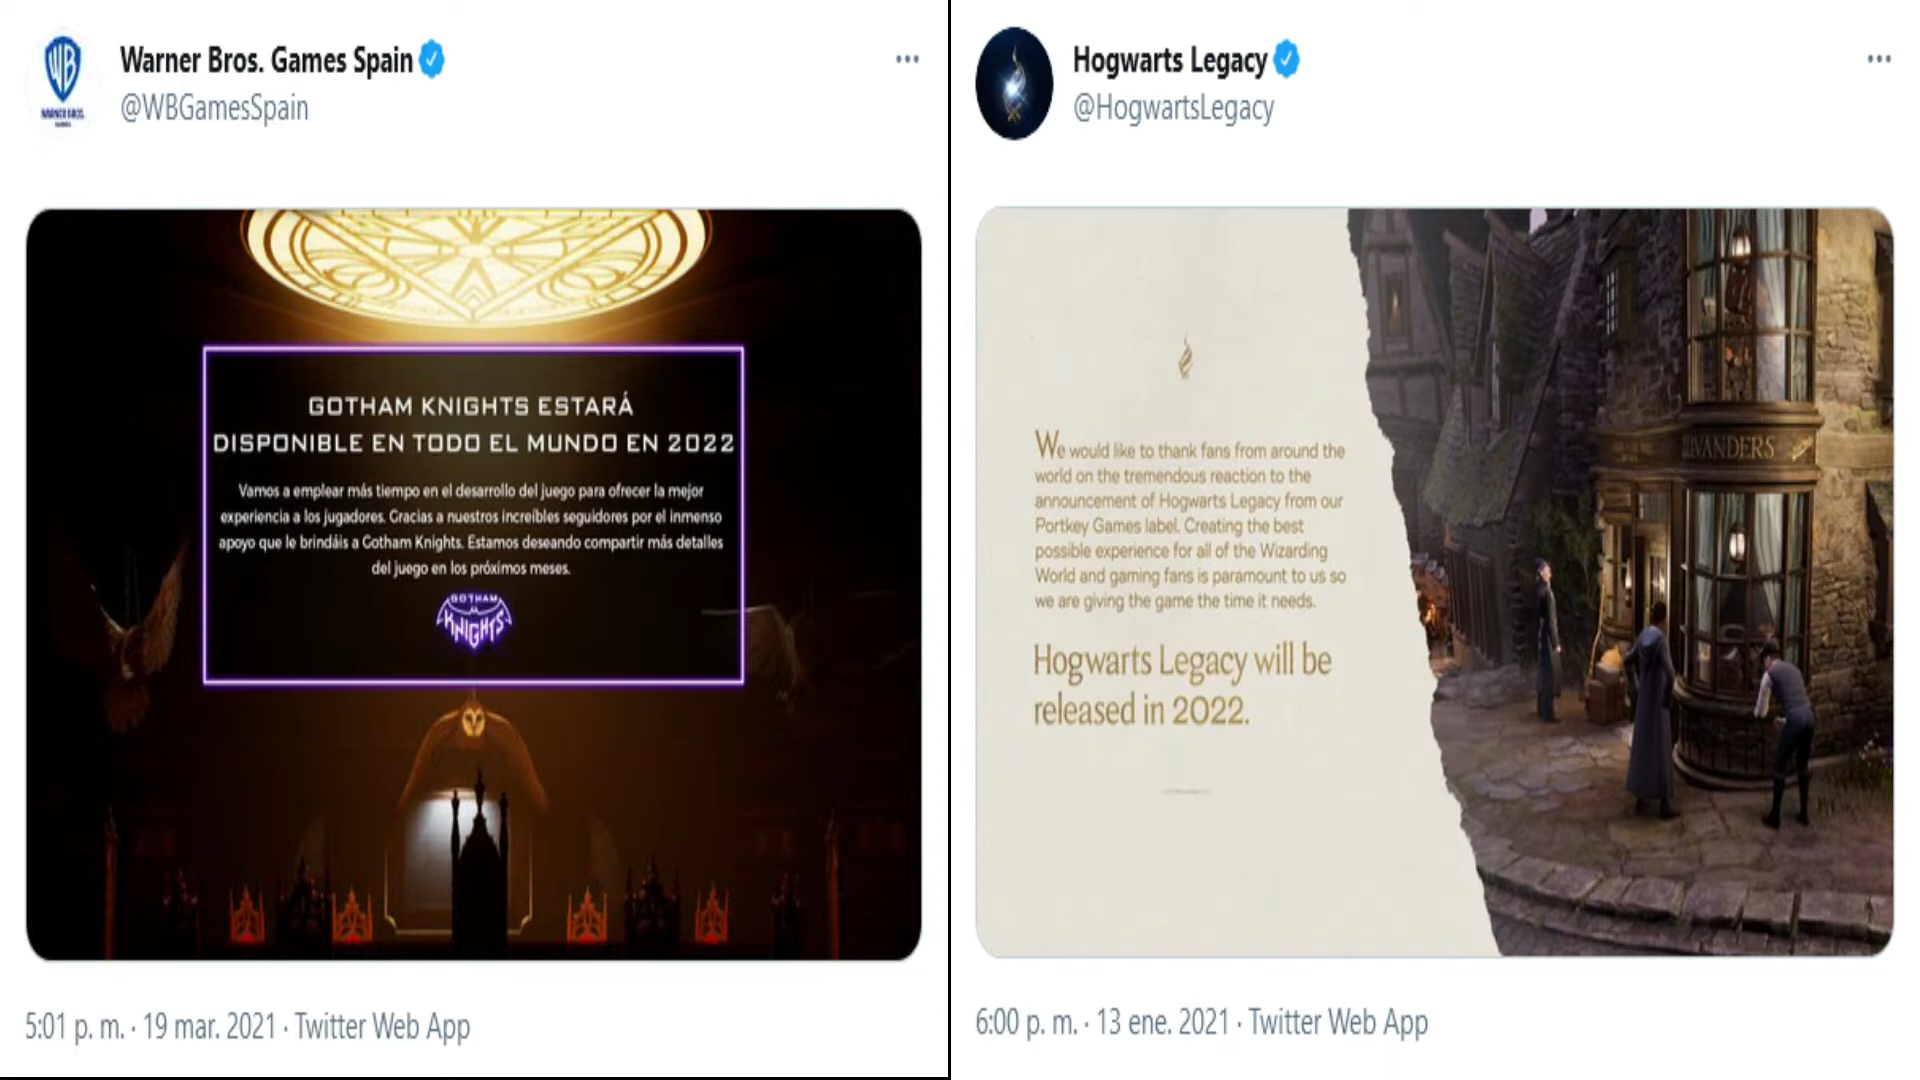 Warner Bros. Games Spain
@WBGamesSpain
GOTHAM KNIGHTS ESTARÁ
DISPONIBLE EN TODO EL MUNDO EN 2022
Vamos a emplear más tiempo en el desarrollo del juego para ofrecer la mejor
experiencia a los jugadores. Gracias a nuestros increíbles seguidores por el inmenso
apoyo que le brindáis a Gotham Knights. Estamos deseando compartir más detalles
del juego en los próximos meses.
GOTHAM
KNIGHTS
5:01 p. m. · 19 mar. 2021 · Twitter Web App
Hogwarts Legacy
@HogwartsLegacy
We would like to thank fans from around the
world on the tremendous reaction to the
announcement of Hogwarts Legacy from our
Portkey Games label. Creating the best
possible experience for all of the Wizarding
World and gaming fans is paramount to us so
we are giving the game the time it needs.
Hogwarts Legacy will be
released in 2022.
OLLIVANDERS
6:00 p. m. · 13 ene. 2021 · Twitter Web App